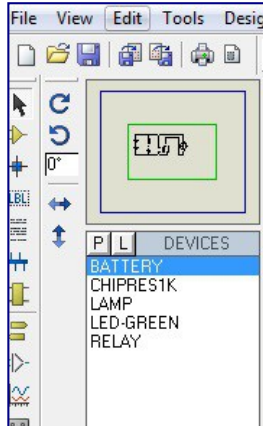 File View Edit Tools Desig
0°
LBL
P L DEVICES
BATTERY
CHIPRES1K
LAMP
LED-GREEN
RELAY